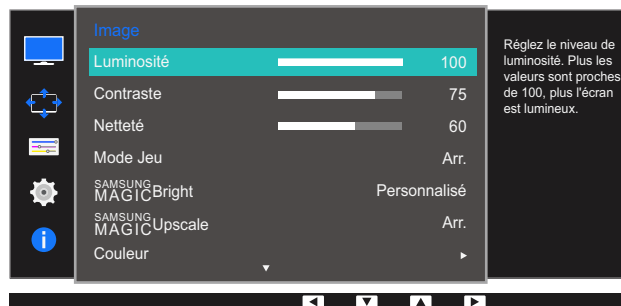 Image
Luminosité 100
Contraste 75
Netteté 60
Mode Jeu Arr.
SAMSUNG MAGICBright Personnalisé
SAMSUNG MAGICUpscale Arr.
Couleur
Réglez le niveau de
luminosité. Plus les
valeurs sont proches
de 100, plus l'écran
est lumineux.